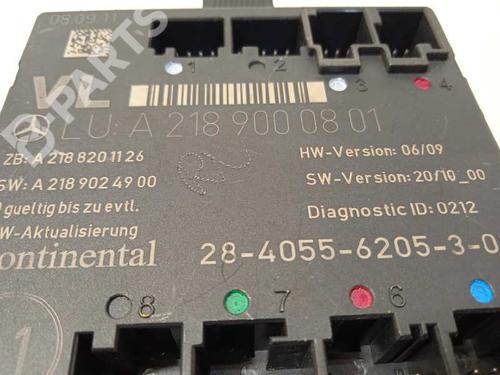 08.09.11
VL
1 2 3 4
LU: A 218 900 08 01
ZB: A 218 820 11 26
SW: A 218 902 49 00
gueltig bis zu evtl.
W-Aktualisierung
HW-Version: 06/09
SW-Version: 20/10_00
Diagnostic ID: 0212
ontinental
28-4055-6205-3-0
8 7 6
1
B-PARTS